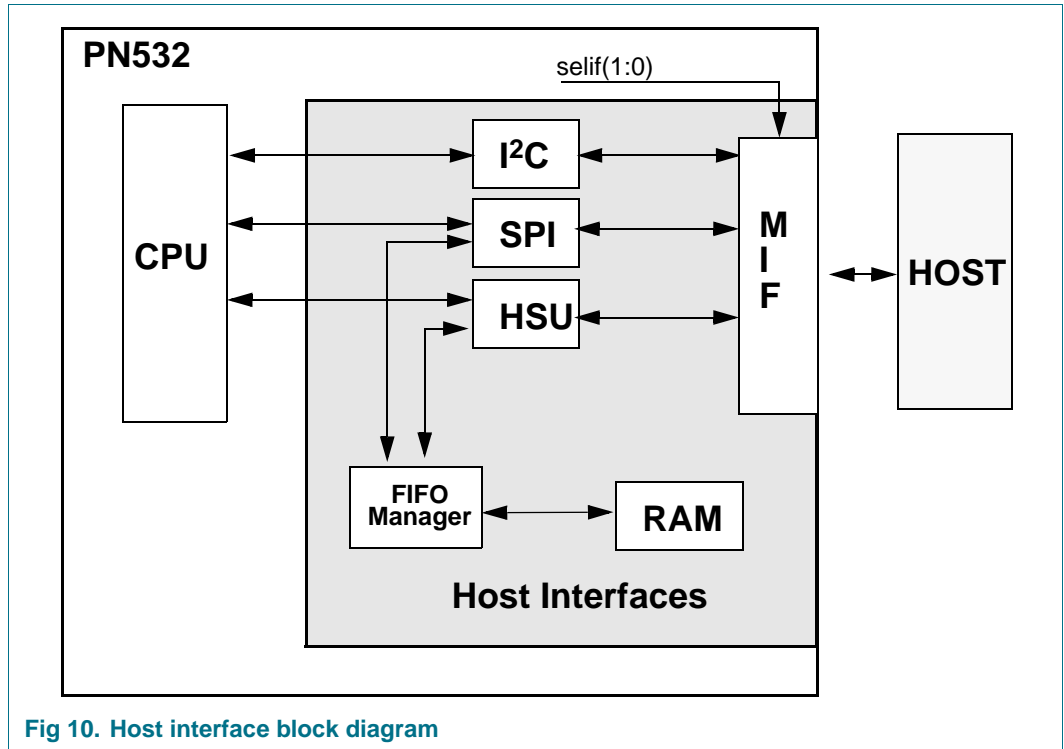 PN532
selif(1:0)
I²C
SPI
HSU
CPU
M
I
F
HOST
FIFO
Manager
RAM
Host Interfaces
Fig 10. Host interface block diagram